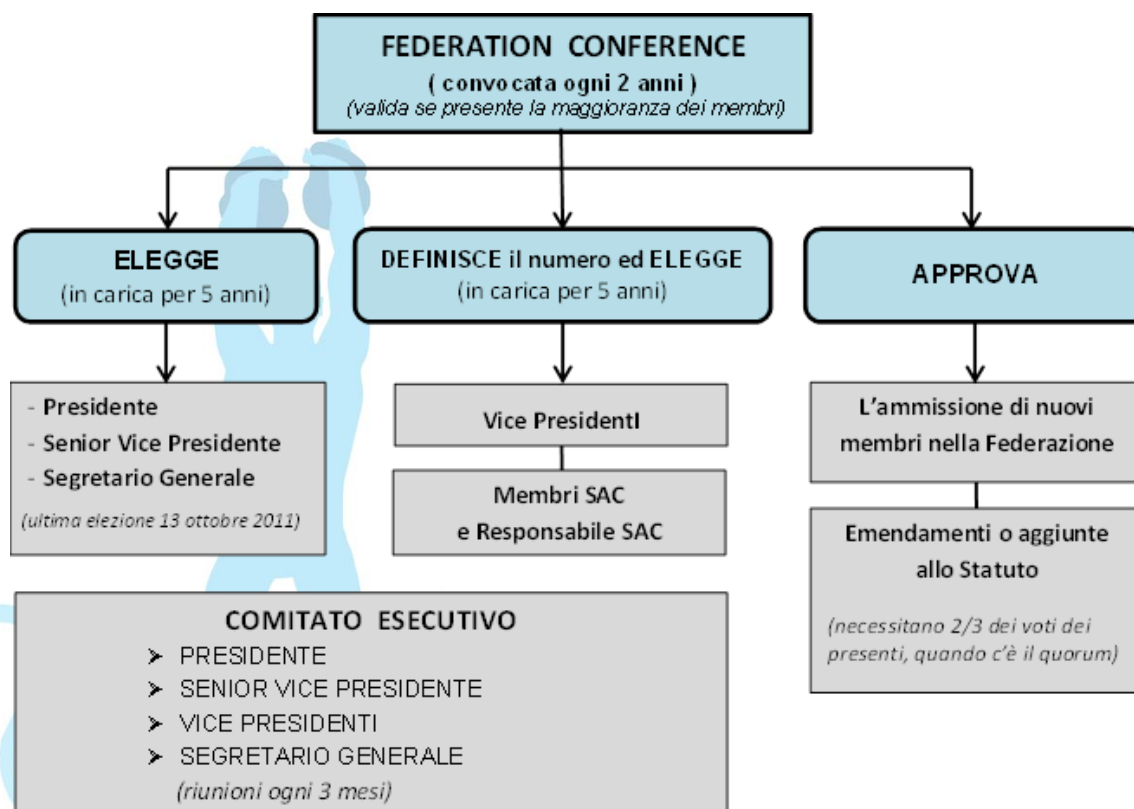 FEDERATION CONFERENCE
( convocata ogni 2 anni )
(valida se presente la maggioranza dei membri)
ELEGGE
(in carica per 5 anni)
DEFINISCE il numero ed ELEGGE
(in carica per 5 anni)
APPROVA
- Presidente
- Senior Vice Presidente
- Segretario Generale
(ultima elezione 13 ottobre 2011)
Vice PresidentI
Membri SAC
e Responsabile SAC
L'ammissione di nuovi
membri nella Federazione
Emendamenti o aggiunte
allo Statuto
(necessitano 2/3 dei voti dei
presenti, quando c'è il quorum)
COMITATO ESECUTIVO
➢ PRESIDENTE
➢ SENIOR VICE PRESIDENTE
➢ VICE PRESIDENTI
➢ SEGRETARIO GENERALE
(riunioni ogni 3 mesi)